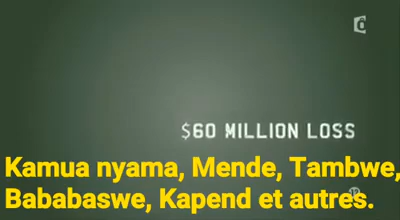 $60 MILLION LOSS
Kamua nyama, Mende, Tambwe,
Bababaswe, Kapend et autres.